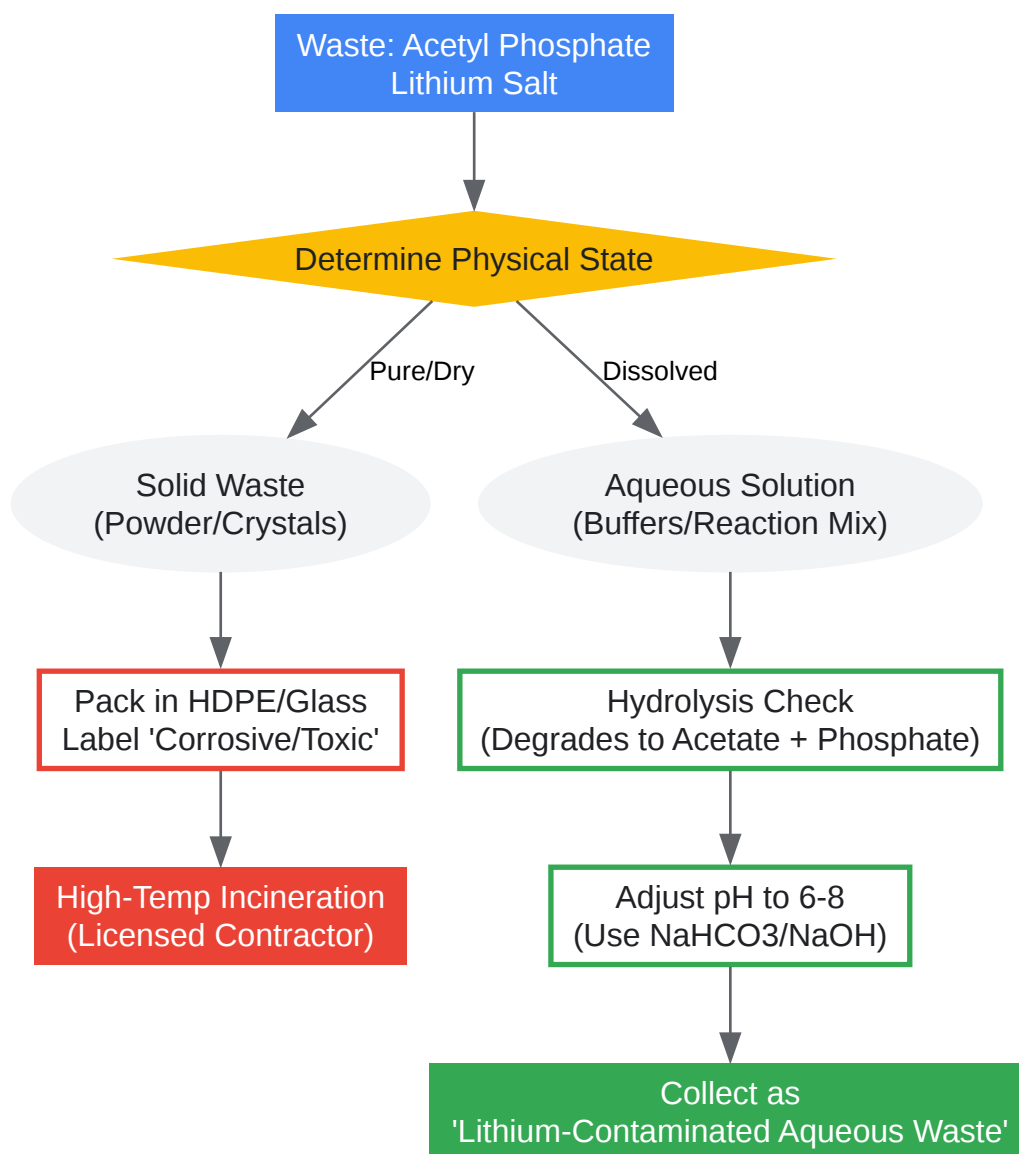 Waste: Acetyl Phosphate
Lithium Salt
Determine Physical State
Pure/Dry
Dissolved
Solid Waste
(Powder/Crystals)
Aqueous Solution
(Buffers/Reaction Mix)
Pack in HDPE/Glass
Label 'Corrosive/Toxic'
Hydrolysis Check
(Degrades to Acetate + Phosphate)
High-Temp Incineration
(Licensed Contractor)
Adjust pH to 6-8
(Use NaHCO3/NaOH)
Collect as
'Lithium-Contaminated Aqueous Waste'